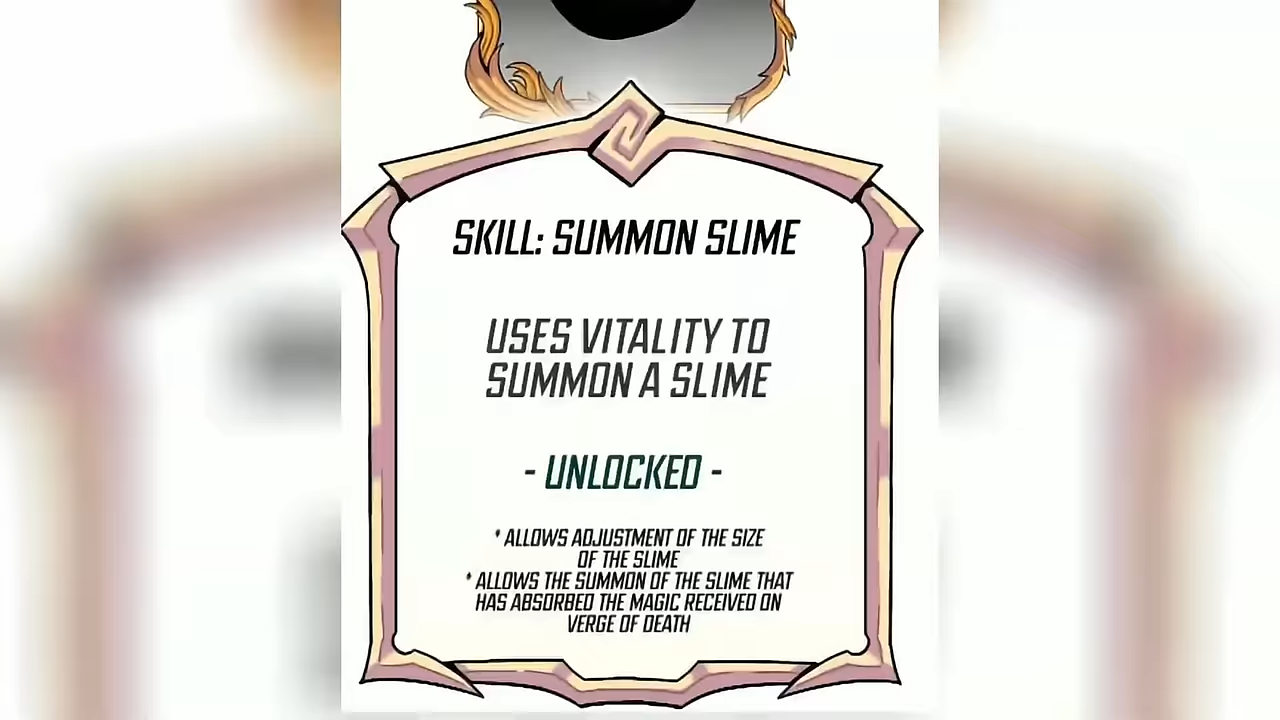 SKILL: SUMMON SLIME
USES VITALITY TO
SUMMON A SLIME
- UNLOCKED -
* ALLOWS ADJUSTMENT OF THE SIZE
OF THE SLIME
* ALLOWS THE SUMMON OF THE SLIME THAT
HAS ABSORBED THE MAGIC RECEIVED ON
VERGE OF DEATH